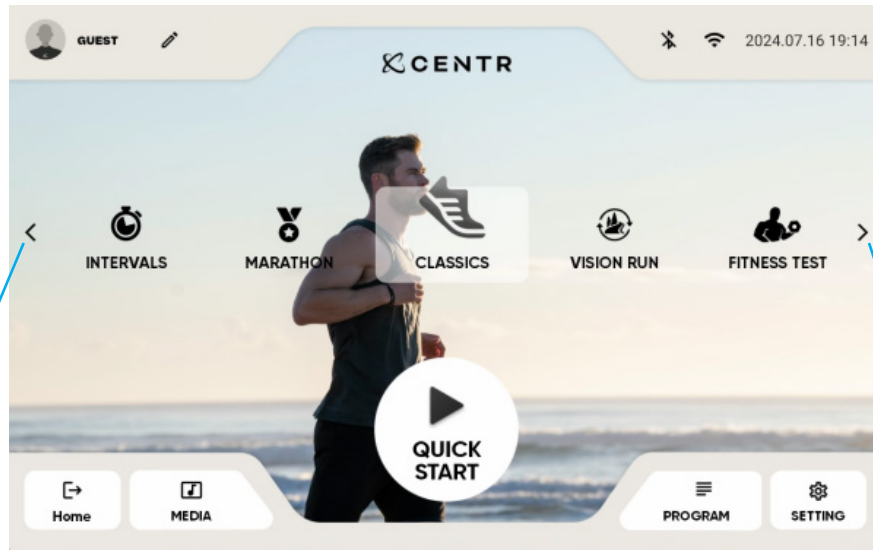 GUEST
CENTR
2024.07.16 19:14
INTERVALS
MARATHON
CLASSICS
VISION RUN
FITNESS TEST
QUICK
START
Home
MEDIA
PROGRAM
SETTING